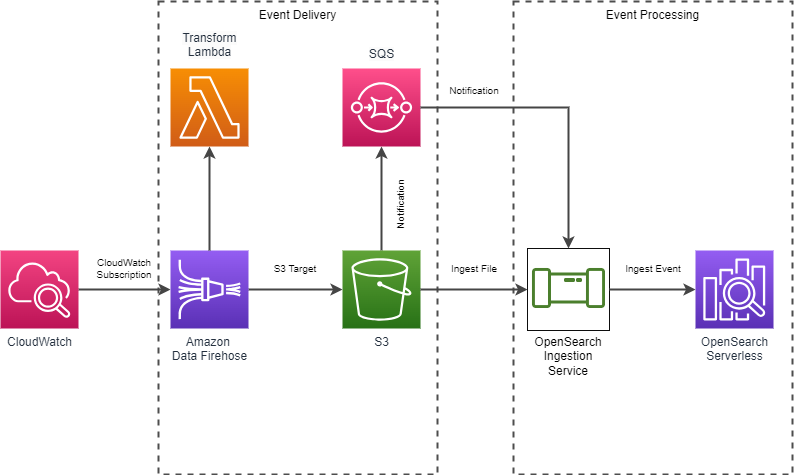 Event Delivery
Event Processing
Transform
Lambda
SQS
Notification
Notification
CloudWatch
Subscription
S3 Target
Ingest File
Ingest Event
CloudWatch
Amazon
Data Firehose
S3
OpenSearch
Ingestion
Service
OpenSearch
Serverless